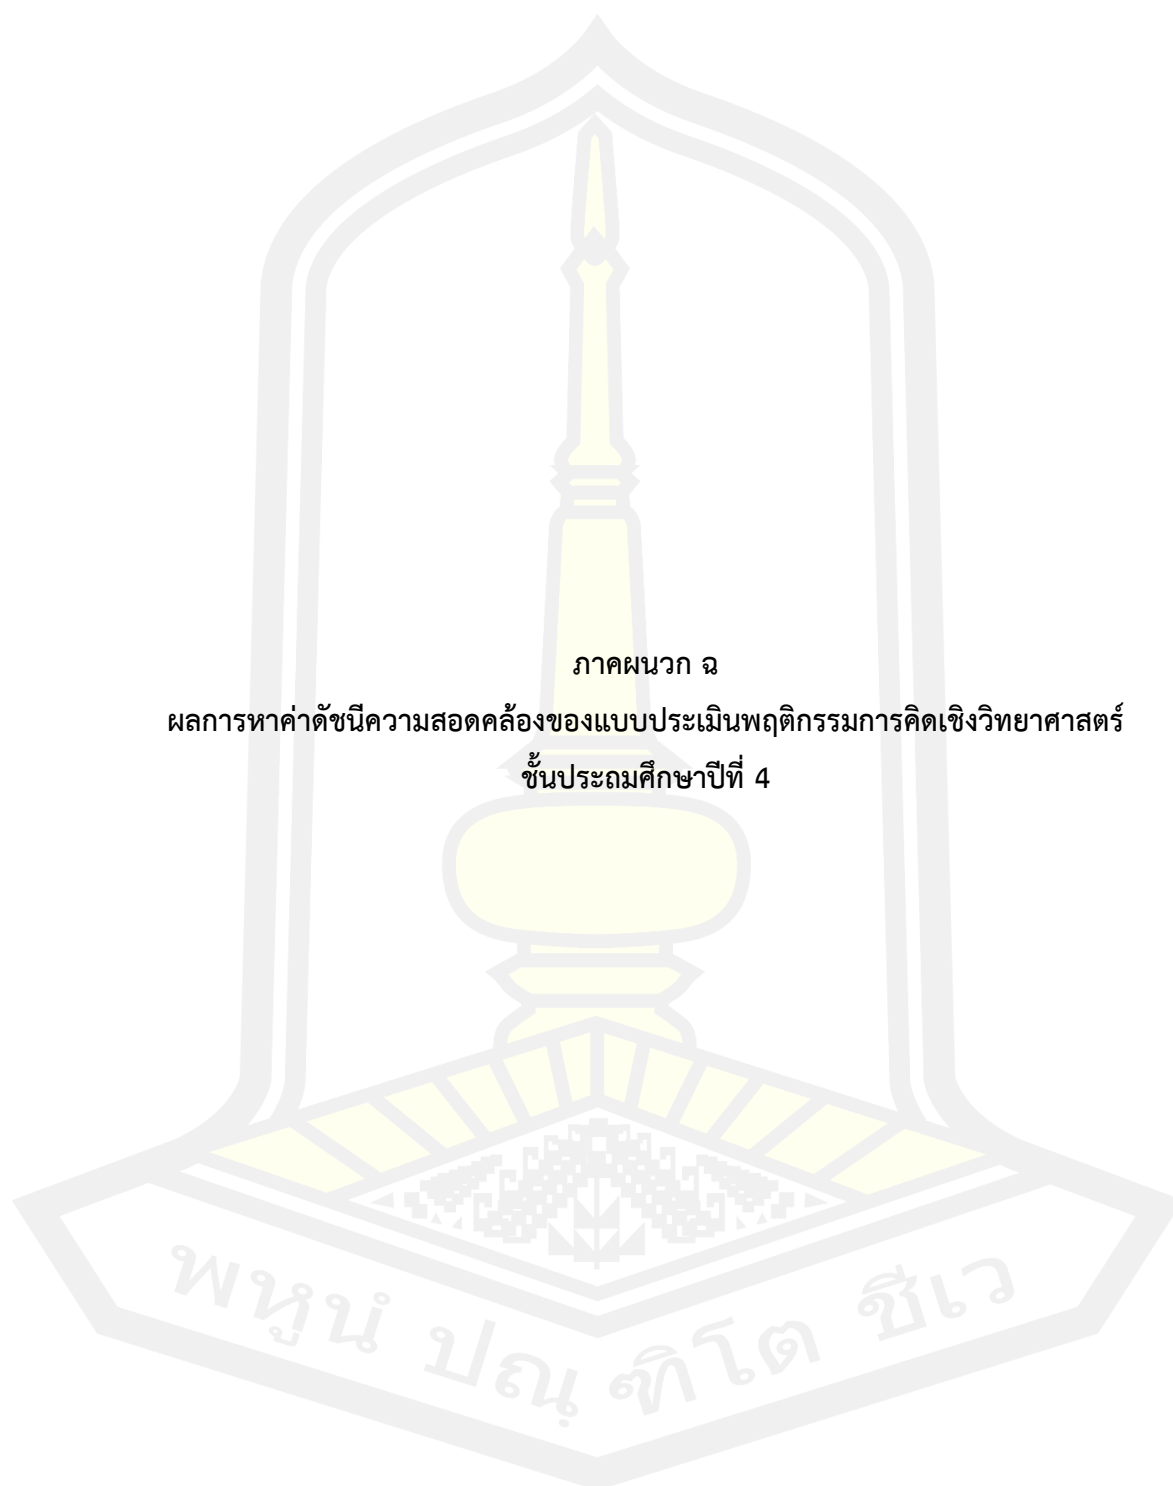 ภาคผนวก ฉ
ผลการหาค่าดัชนีความสอดคล้องของแบบประเมินพฤติกรรมการคิดเชิงวิทยาศาสตร์
ชั้นประถมศึกษาปีที่ 4
พหูนํ ปณฺ ฑิโต ชีเว